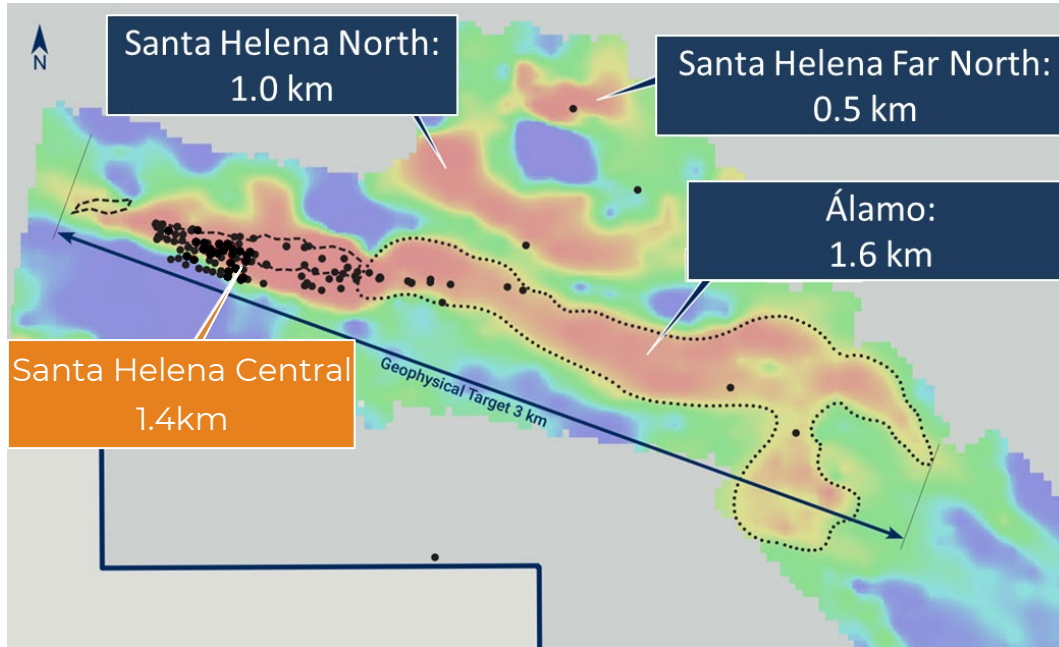 N
Santa Helena North:
1.0 km
Santa Helena Far North:
0.5 km
Álamo:
1.6 km
Santa Helena Central
1.4km
Geophysical Target 3 km